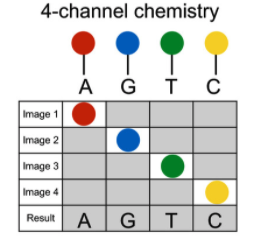 4-channel chemistry
A G T C
Image 1
Image 2
Image 3
Image 4
Result A G T C